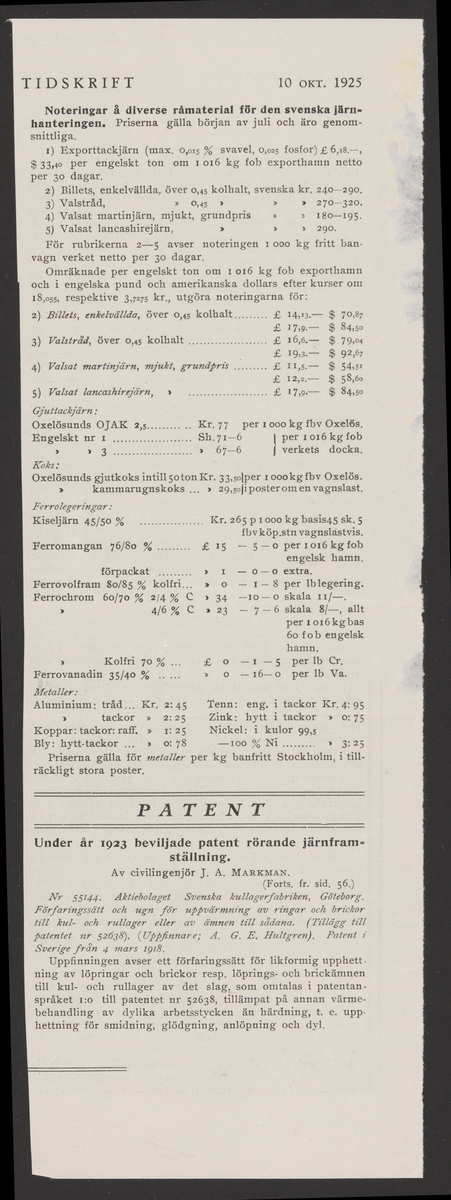 TIDSKRIFT 10 OKT. 1925
Noteringar å diverse råmaterial för den svenska järn-
hanteringen. Priserna gälla början av juli och äro genom-
snittliga.
1) Exporttackjärn (max. 0,015 % svavel, 0,025 fosfor) £ 6,18.—,
$ 33,40 per engelskt ton om 1 016 kg fob exporthamn netto
per 30 dagar.
2) Billets, enkelvällda, över 0,45 kolhalt, svenska kr. 240—290.
3) Valstråd, » 0,45 » » » 270—320.
4) Valsat martinjärn, mjukt, grundpris » » 180—195.
5) Valsat lancashirejärn, » » » 290.
För rubrikerna 2—5 avser noteringen 1 000 kg fritt ban-
vagn verket netto per 30 dagar.
Omräknade per engelskt ton om 1 016 kg fob exporthamn
och i engelska pund och amerikanska dollars efter kurser om
18,055, respektive 3,7275 kr., utgöra noteringarna för:
2) Billets, enkelvällda, över 0,45 kolhalt......... £ 14,13.— $ 70,87
£ 17,9.— $ 84,50
3) Valstråd, över 0,45 kolhalt .................... £ 16,6.— $ 79,04
£ 19,3.— $ 92,67
4) Valsat martinjärn, mjukt, grundpris ......... £ 11,5.— $ 54,51
£ 12,2.— $ 58,60
5) Valsat lancashirejärn, » .................... £ 17,9.— $ 84,50
Gjuttackjärn:
Oxelösunds OJAK 2,5........... Kr. 77 per 1 000 kg fbv Oxelös.
Engelskt nr 1 .................... Sh. 71—6 | per 1 016 kg fob
» » 3 .................... » 67—6 | verkets docka.
Koks:
Oxelösunds gjutkoks intill 50 ton Kr. 33,50|per 1 000 kg fbv Oxelös.
» kammarugnskoks ... » 29,50|i poster om en vagnslast.
Ferrolegeringar:
Kiseljärn 45/50 % ................ Kr. 265 p 1 000 kg basis 45 sk. 5
fbv köp.stn vagnslastvis.
Ferromangan 76/80 % ......... £ 15 — 5 — 0 per 1 016 kg fob
engelsk hamn.
förpackat ......... » 1 — 0 — 0 extra.
Ferrovolfram 80/85 % kolfri... » 0 — 1 — 8 per lb legering.
Ferrochrom 60/70 % 2/4 % C » 34 —10 — 0 skala 11/—.
» 4/6 % C » 23 — 7 — 6 skala 8/—, allt
per 1 016 kg bas
60 fob engelsk
hamn.
» Kolfri 70 % ... £ 0 — 1 — 5 per lb Cr.
Ferrovanadin 35/40 % ..... » 0 —16— 0 per lb Va.
Metaller:
Aluminium: tråd... Kr. 2: 45 Tenn: eng. i tackor Kr. 4: 95
» tackor » 2: 25 Zink: hytt i tackor » 0: 75
Koppar: tackor: raff. » 1: 25 Nickel: i kulor 99,5
Bly: hytt-tackor ... » 0: 78 —100 % Ni ......... » 3: 25
Priserna gälla för metaller per kg banfritt Stockholm, i till-
räckligt stora poster.
PATENT
Under år 1923 beviljade patent rörande järnfram-
ställning.
Av civilingenjör J. A. MARKMAN.
(Forts. fr. sid. 56.)
Nr 55144. Aktiebolaget Svenska kullagerfabriken, Göteborg.
Förfaringssätt och ugn för uppvärmning av ringar och brickor
till kul- och rullager eller av ämnen till sådana. (Tillägg till
patentet nr 52638). (Uppfinnare; A. G. E. Hultgren). Patent i
Sverige från 4 mars 1918.
Uppfinningen avser ett förfaringssätt för likformig upphett-
ning av löpringar och brickor resp. löprings- och brickämnen
till kul- och rullager av det slag, som omtalas i patentan-
språket 1:o till patentet nr 52638, tillämpat på annan värme-
behandling av dylika arbetsstycken än härdning, t. e. upp-
hettning för smidning, glödgning, anlöpning och dyl.